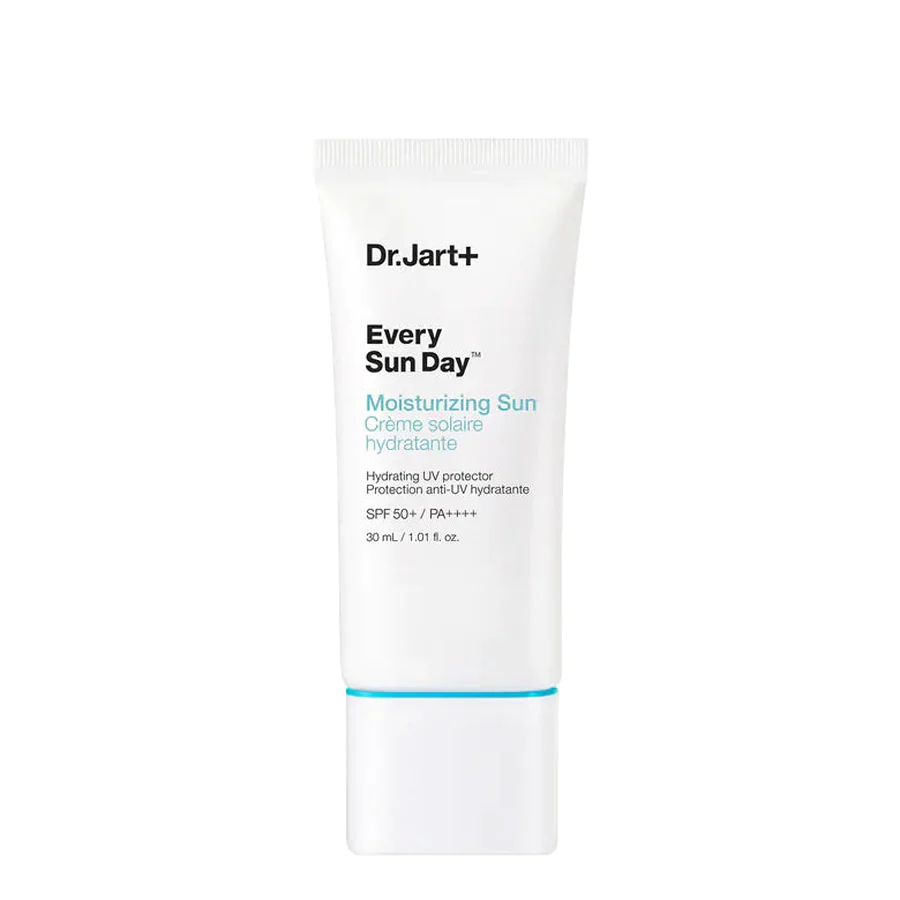 Dr.Jart+
Every
Sun Day™
Moisturizing Sun
Crème solaire
hydratante
Hydrating UV protector
Protection anti-UV hydratante
SPF 50+ / PA++++
30 mL / 1.01 fl. oz.